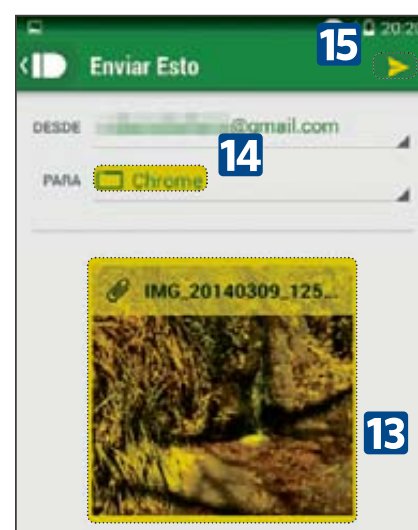 15
20:20
Enviar Esto
DESDE @gmail.com
14
PARA Chrome
IMG_20140309_125...
13